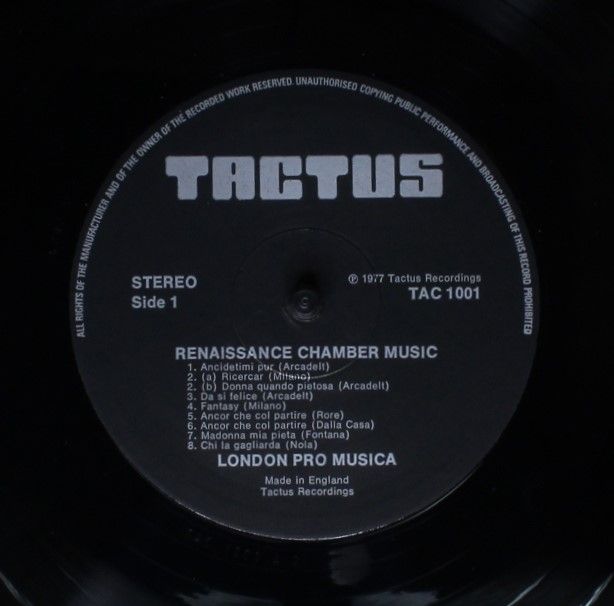 ALL RIGHTS OF THE MANUFACTURER AND OF THE OWNER OF THE RECORDED WORK RESERVED. UNAUTHORISED COPYING PUBLIC PERFORMANCE AND BROADCASTING OF THIS RECORD PROHIBITED
TACTUS
STEREO
Side 1
℗ 1977 Tactus Recordings
TAC 1001
RENAISSANCE CHAMBER MUSIC
1. Ancidetimi pur (Arcadelt)
2. (a) Ricercar (Milano)
2. (b) Donna quando pietosa (Arcadelt)
3. Da si felice (Arcadelt)
4. Fantasy (Milano)
5. Ancor che col partire (Rore)
6. Ancor che col partire (Dalla Casa)
7. Madonna mia pieta (Fontana)
8. Chi la gagliarda (Nola)
LONDON PRO MUSICA
Made in England
Tactus Recordings